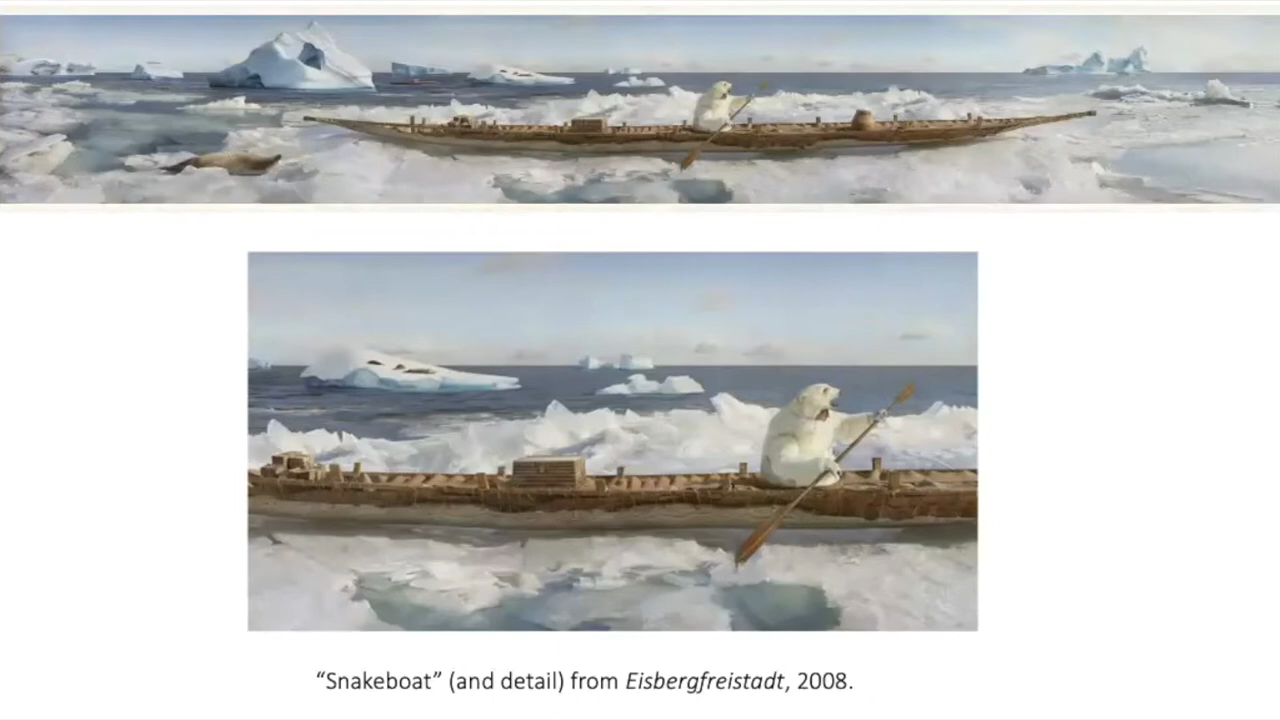 “Snakeboat” (and detail) from Eisbergfreistadt, 2008.